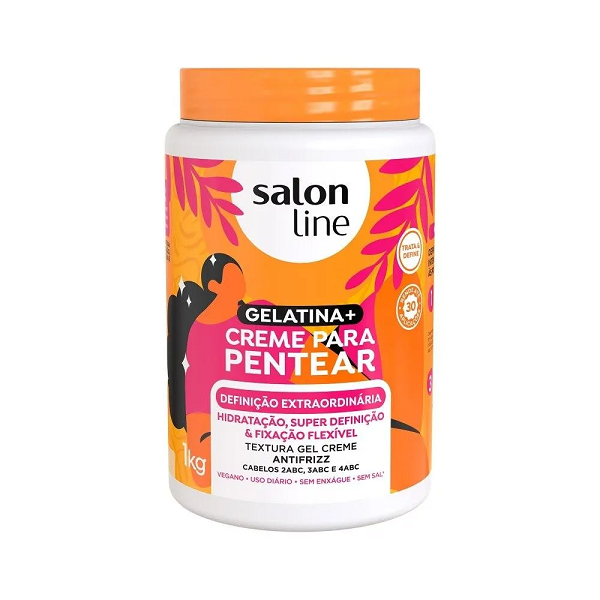 salon
line
TRATA &
DEFINE
30
GELATINA+
CREME PARA
PENTEAR
DEFINIÇÃO EXTRAORDINÁRIA
HIDRATAÇÃO, SUPER DEFINIÇÃO
& FIXAÇÃO FLEXÍVEL
TEXTURA GEL CREME
ANTIFRIZZ
CABELOS 2ABC, 3ABC E 4ABC
VEGANO • USO DIÁRIO • SEM ENXÁGUE • SEM SAL*
1kg